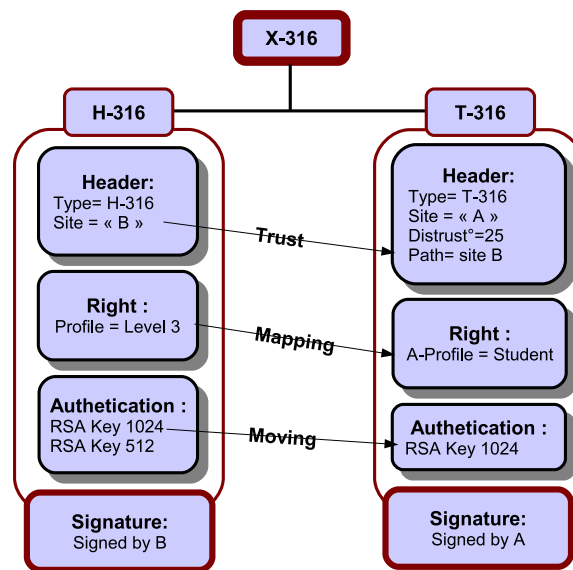 X-316
H-316
Header:
Type= H-316
Site = « B »
Right :
Profile = Level 3
Authetication :
RSA Key 1024
RSA Key 512
Signature:
Signed by B
Trust
Mapping
Moving
T-316
Header:
Type= T-316
Site = « A »
Distrust°=25
Path= site B
Right :
A-Profile = Student
Authetication :
RSA Key 1024
Signature:
Signed by A